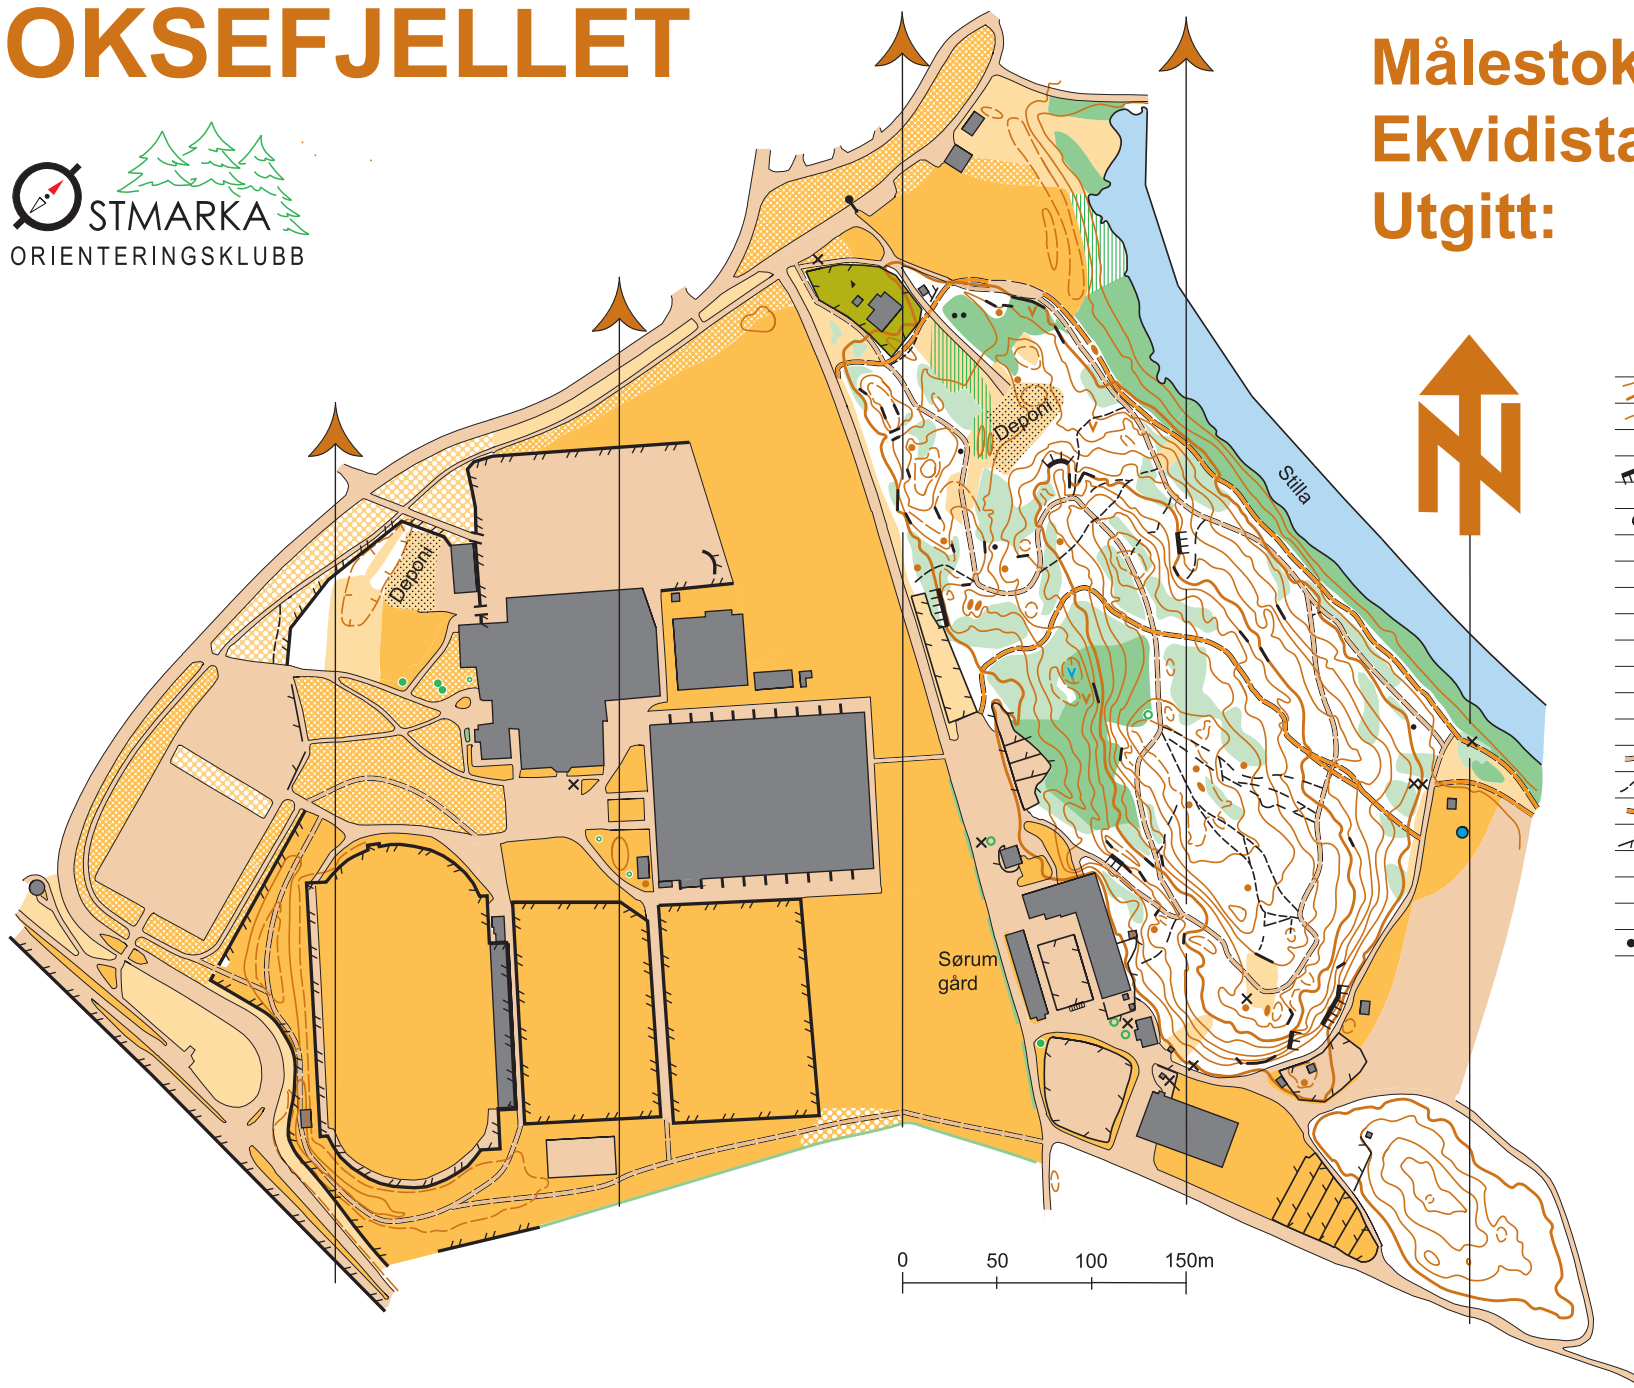 OKSEFJELLET
STMARKA
ORIENTERINGSKLUBB
Målestok
Ekvidista
Utgitt:
Deponi
Stilla
Deponi
Sørum
gård
0 50 100 150m